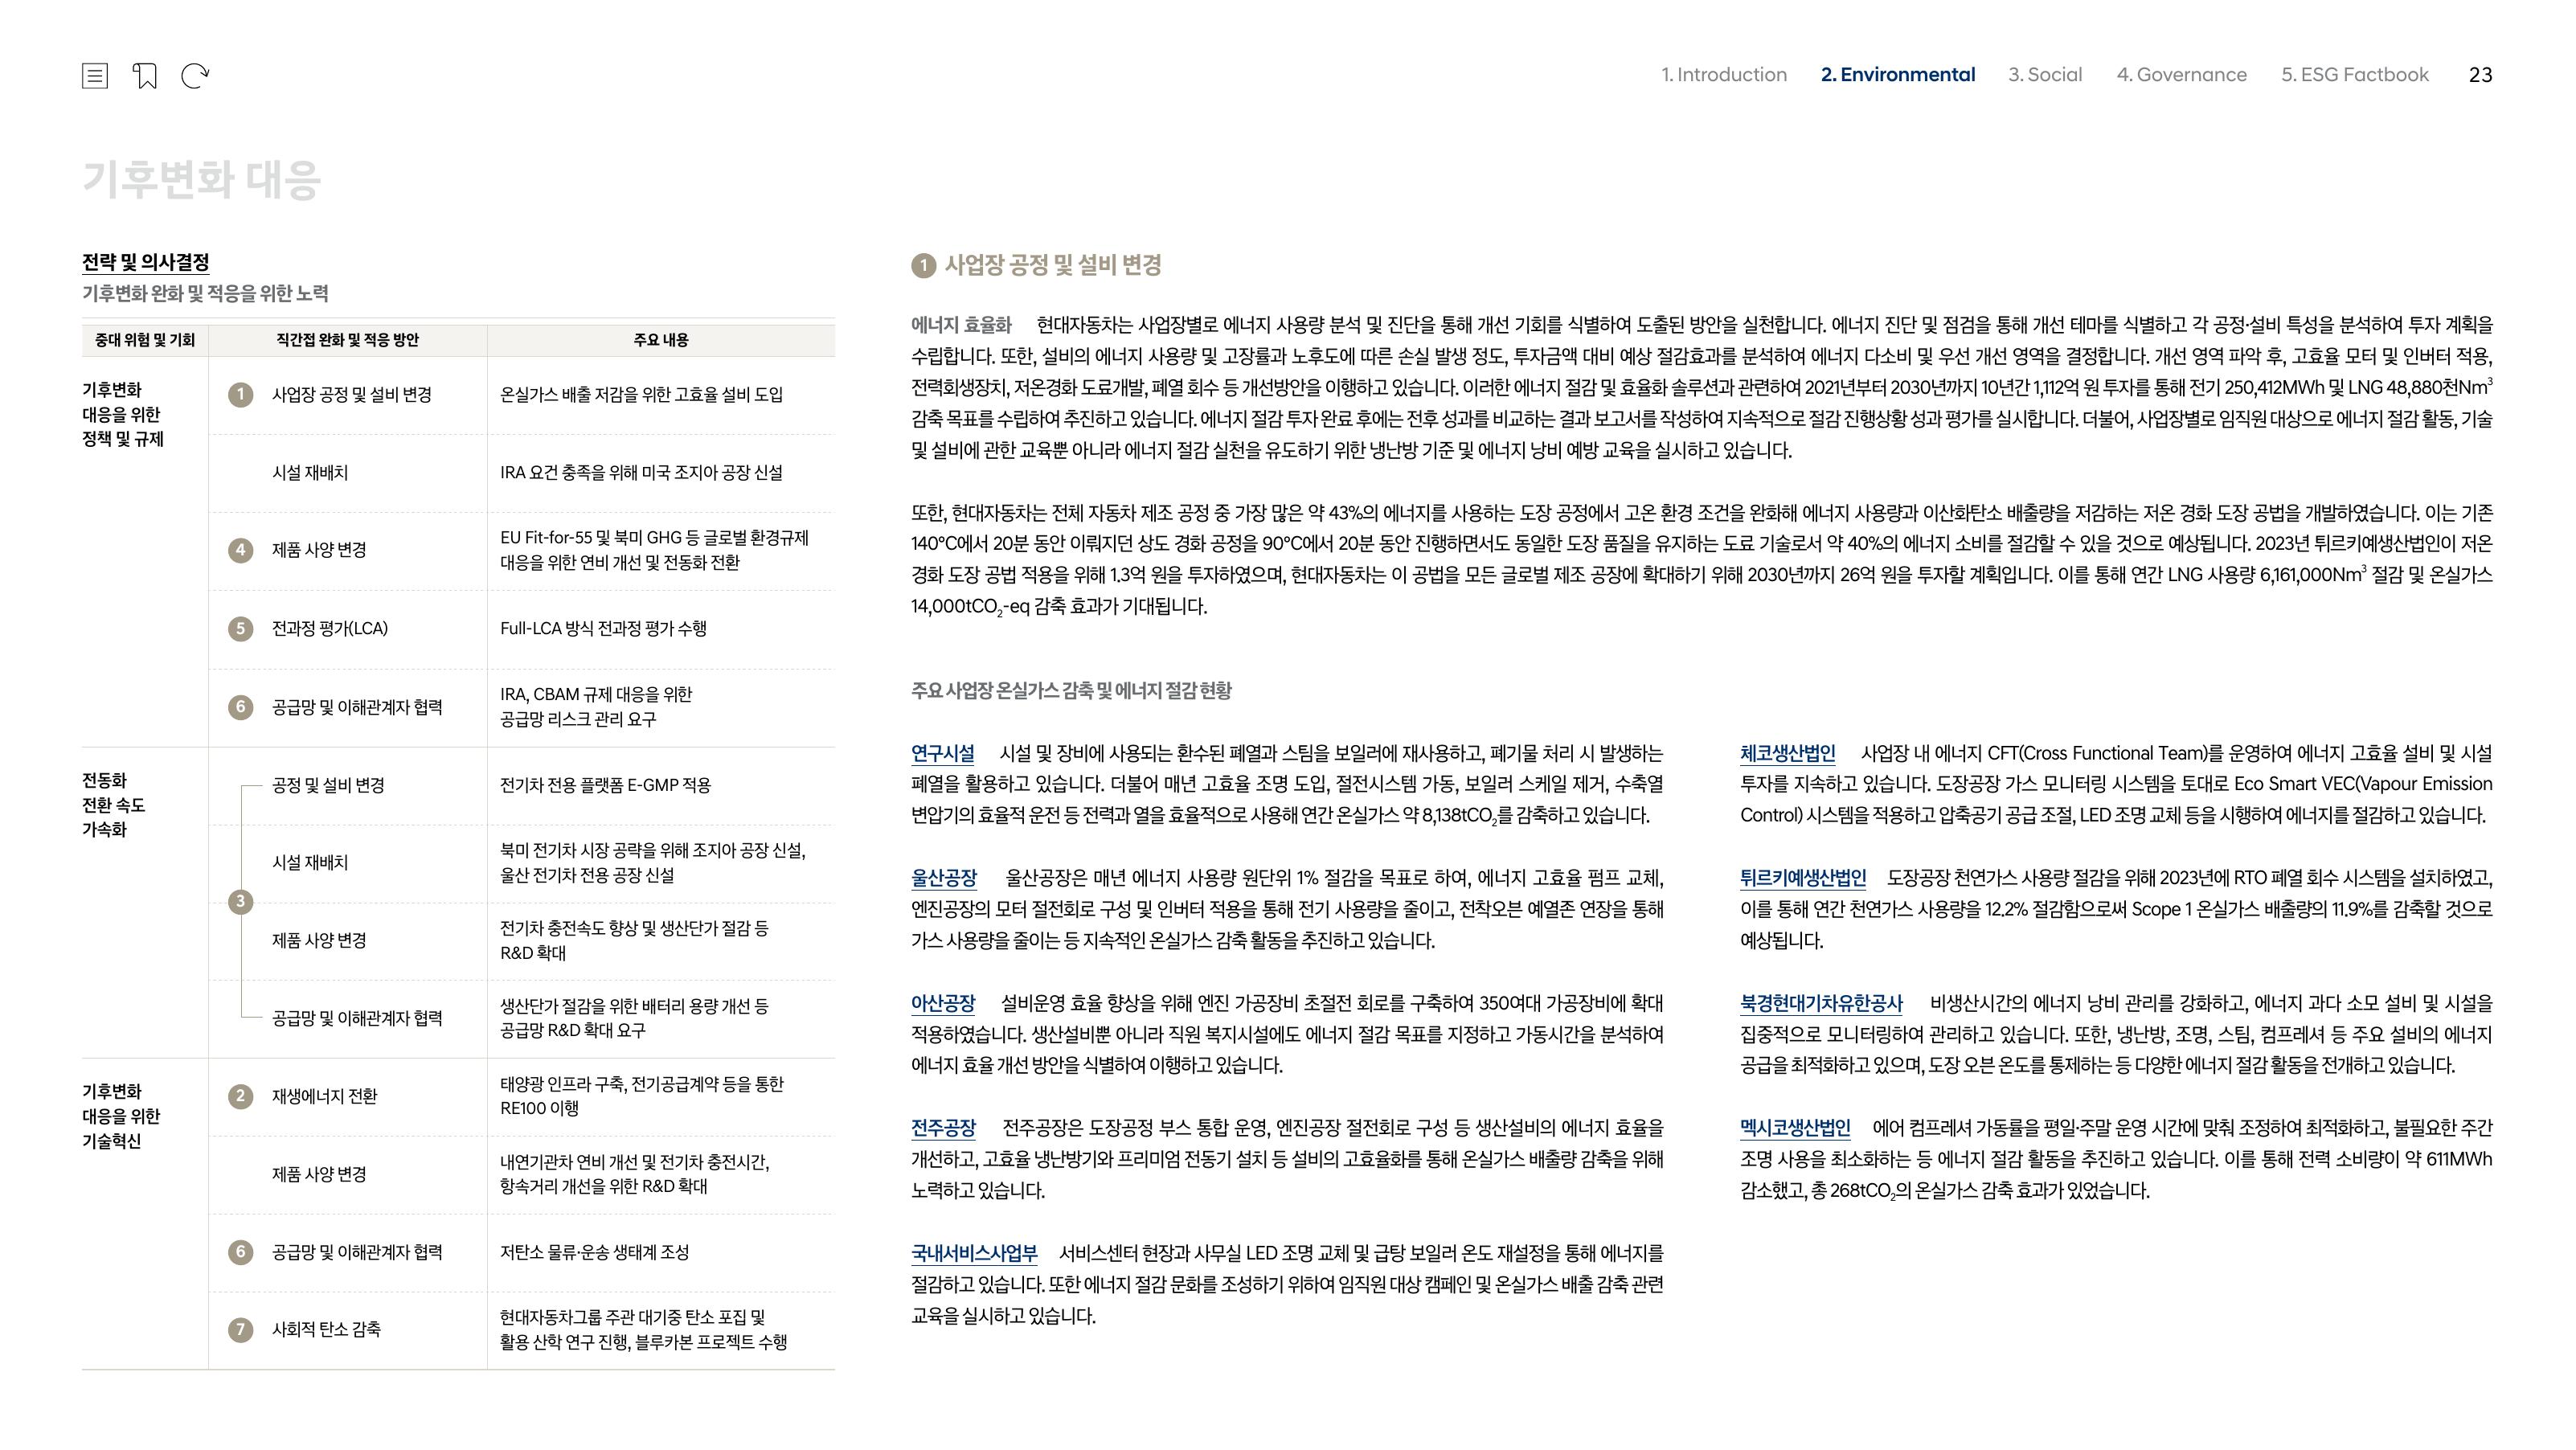 1. Introduction 2. Environmental 3. Social 4. Governance 5. ESG Factbook 23
기후변화 대응
전략 및 의사결정
기후변화 완화 및 적응을 위한 노력
중대 위험 및 기회 직간접 완화 및 적응 방안 주요 내용
기후변화
대응을 위한
정책 및 규제
1 사업장 공정 및 설비 변경 온실가스 배출 저감을 위한 고효율 설비 도입
시설 재배치 IRA 요건 충족을 위해 미국 조지아 공장 신설
4 제품 사양 변경 EU Fit-for-55 및 북미 GHG 등 글로벌 환경규제
대응을 위한 연비 개선 및 전동화 전환
5 전과정 평가(LCA) Full-LCA 방식 전과정 평가 수행
6 공급망 및 이해관계자 협력 IRA, CBAM 규제 대응을 위한
공급망 리스크 관리 요구
전동화
전환 속도
가속화
3
공정 및 설비 변경 전기차 전용 플랫폼 E-GMP 적용
시설 재배치 북미 전기차 시장 공략을 위해 조지아 공장 신설,
울산 전기차 전용 공장 신설
제품 사양 변경 전기차 충전속도 향상 및 생산단가 절감 등
R&D 확대
공급망 및 이해관계자 협력 생산단가 절감을 위한 배터리 용량 개선 등
공급망 R&D 확대 요구
기후변화
대응을 위한
기술혁신
2 재생에너지 전환 태양광 인프라 구축, 전기공급계약 등을 통한
RE100 이행
제품 사양 변경 내연기관차 연비 개선 및 전기차 충전시간,
항속거리 개선을 위한 R&D 확대
6 공급망 및 이해관계자 협력 저탄소 물류·운송 생태계 조성
7 사회적 탄소 감축 현대자동차그룹 주관 대기중 탄소 포집 및
활용 산학 연구 진행, 블루카본 프로젝트 수행
1 사업장 공정 및 설비 변경
에너지 효율화 현대자동차는 사업장별로 에너지 사용량 분석 및 진단을 통해 개선 기회를 식별하여 도출된 방안을 실천합니다. 에너지 진단 및 점검을 통해 개선 테마를 식별하고 각 공정·설비 특성을 분석하여 투자 계획을
수립합니다. 또한, 설비의 에너지 사용량 및 고장률과 노후도에 따른 손실 발생 정도, 투자금액 대비 예상 절감효과를 분석하여 에너지 다소비 및 우선 개선 영역을 결정합니다. 개선 영역 파악 후, 고효율 모터 및 인버터 적용,
전력회생장치, 저온경화 도료개발, 폐열 회수 등 개선방안을 이행하고 있습니다. 이러한 에너지 절감 및 효율화 솔루션과 관련하여 2021년부터 2030년까지 10년간 1,112억 원 투자를 통해 전기 250,412MWh 및 LNG 48,880천Nm³
감축 목표를 수립하여 추진하고 있습니다. 에너지 절감 투자 완료 후에는 전후 성과를 비교하는 결과 보고서를 작성하여 지속적으로 절감 진행상황 성과 평가를 실시합니다. 더불어, 사업장별로 임직원 대상으로 에너지 절감 활동, 기술
및 설비에 관한 교육뿐 아니라 에너지 절감 실천을 유도하기 위한 냉난방 기준 및 에너지 낭비 예방 교육을 실시하고 있습니다.
또한, 현대자동차는 전체 자동차 제조 공정 중 가장 많은 약 43%의 에너지를 사용하는 도장 공정에서 고온 환경 조건을 완화해 에너지 사용량과 이산화탄소 배출량을 저감하는 저온 경화 도장 공법을 개발하였습니다. 이는 기존
140°C에서 20분 동안 이뤄지던 상도 경화 공정을 90°C에서 20분 동안 진행하면서도 동일한 도장 품질을 유지하는 도료 기술로서 약 40%의 에너지 소비를 절감할 수 있을 것으로 예상됩니다. 2023년 튀르키예생산법인이 저온
경화 도장 공법 적용을 위해 1.3억 원을 투자하였으며, 현대자동차는 이 공법을 모든 글로벌 제조 공장에 확대하기 위해 2030년까지 26억 원을 투자할 계획입니다. 이를 통해 연간 LNG 사용량 6,161,000Nm³ 절감 및 온실가스
14,000tCO₂-eq 감축 효과가 기대됩니다.
주요 사업장 온실가스 감축 및 에너지 절감 현황
연구시설 시설 및 장비에 사용되는 환수된 폐열과 스팀을 보일러에 재사용하고, 폐기물 처리 시 발생하는
폐열을 활용하고 있습니다. 더불어 매년 고효율 조명 도입, 절전시스템 가동, 보일러 스케일 제거, 수축열
변압기의 효율적 운전 등 전력과 열을 효율적으로 사용해 연간 온실가스 약 8,138tCO₂를 감축하고 있습니다.
울산공장 울산공장은 매년 에너지 사용량 원단위 1% 절감을 목표로 하여, 에너지 고효율 펌프 교체,
엔진공장의 모터 절전회로 구성 및 인버터 적용을 통해 전기 사용량을 줄이고, 전착오븐 예열존 연장을 통해
가스 사용량을 줄이는 등 지속적인 온실가스 감축 활동을 추진하고 있습니다.
아산공장 설비운영 효율 향상을 위해 엔진 가공장비 초절전 회로를 구축하여 350여대 가공장비에 확대
적용하였습니다. 생산설비뿐 아니라 직원 복지시설에도 에너지 절감 목표를 지정하고 가동시간을 분석하여
에너지 효율 개선 방안을 식별하여 이행하고 있습니다.
전주공장 전주공장은 도장공정 부스 통합 운영, 엔진공장 절전회로 구성 등 생산설비의 에너지 효율을
개선하고, 고효율 냉난방기와 프리미엄 전동기 설치 등 설비의 고효율화를 통해 온실가스 배출량 감축을 위해
노력하고 있습니다.
국내서비스사업부 서비스센터 현장과 사무실 LED 조명 교체 및 급탕 보일러 온도 재설정을 통해 에너지를
절감하고 있습니다. 또한 에너지 절감 문화를 조성하기 위하여 임직원 대상 캠페인 및 온실가스 배출 감축 관련
교육을 실시하고 있습니다.
체코생산법인 사업장 내 에너지 CFT(Cross Functional Team)를 운영하여 에너지 고효율 설비 및 시설
투자를 지속하고 있습니다. 도장공장 가스 모니터링 시스템을 토대로 Eco Smart VEC(Vapour Emission
Control) 시스템을 적용하고 압축공기 공급 조절, LED 조명 교체 등을 시행하여 에너지를 절감하고 있습니다.
튀르키예생산법인 도장공장 천연가스 사용량 절감을 위해 2023년에 RTO 폐열 회수 시스템을 설치하였고,
이를 통해 연간 천연가스 사용량을 12.2% 절감함으로써 Scope 1 온실가스 배출량의 11.9%를 감축할 것으로
예상됩니다.
북경현대기차유한공사 비생산시간의 에너지 낭비 관리를 강화하고, 에너지 과다 소모 설비 및 시설을
집중적으로 모니터링하여 관리하고 있습니다. 또한, 냉난방, 조명, 스팀, 컴프레셔 등 주요 설비의 에너지
공급을 최적화하고 있으며, 도장 오븐 온도를 통제하는 등 다양한 에너지 절감 활동을 전개하고 있습니다.
멕시코생산법인 에어 컴프레셔 가동률을 평일·주말 운영 시간에 맞춰 조정하여 최적화하고, 불필요한 주간
조명 사용을 최소화하는 등 에너지 절감 활동을 추진하고 있습니다. 이를 통해 전력 소비량이 약 611MWh
감소했고, 총 268tCO₂의 온실가스 감축 효과가 있었습니다.